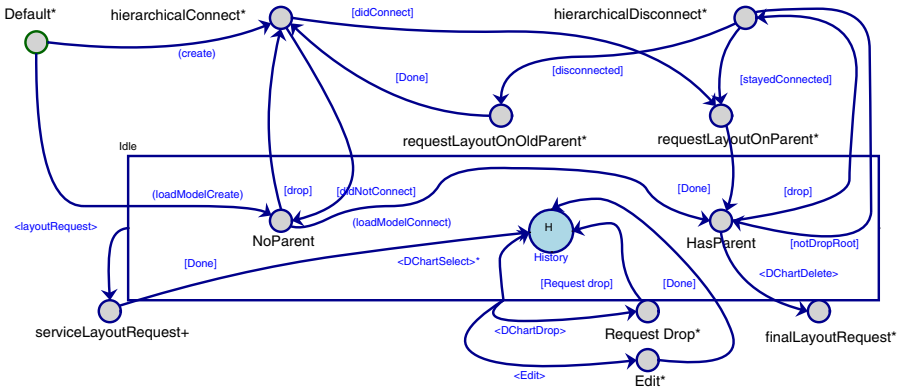 Default*
hierarchicalConnect*
[didConnect]
hierarchicalDisconnect*
(create)
[Done]
[disconnected]
[stayedConnected]
requestLayoutOnOldParent*
requestLayoutOnParent*
Idle
(loadModelCreate)
[drop]
[didNotConnect]
[Done]
[drop]
<layoutRequest>
(loadModelConnect)
H
NoParent
HasParent
[notDropRoot]
[Done]
<DChartSelect>*
History
[Request drop]
[Done]
<DChartDelete>
serviceLayoutRequest+
<DChartDrop>
Request Drop*
finalLayoutRequest*
<Edit>
Edit*